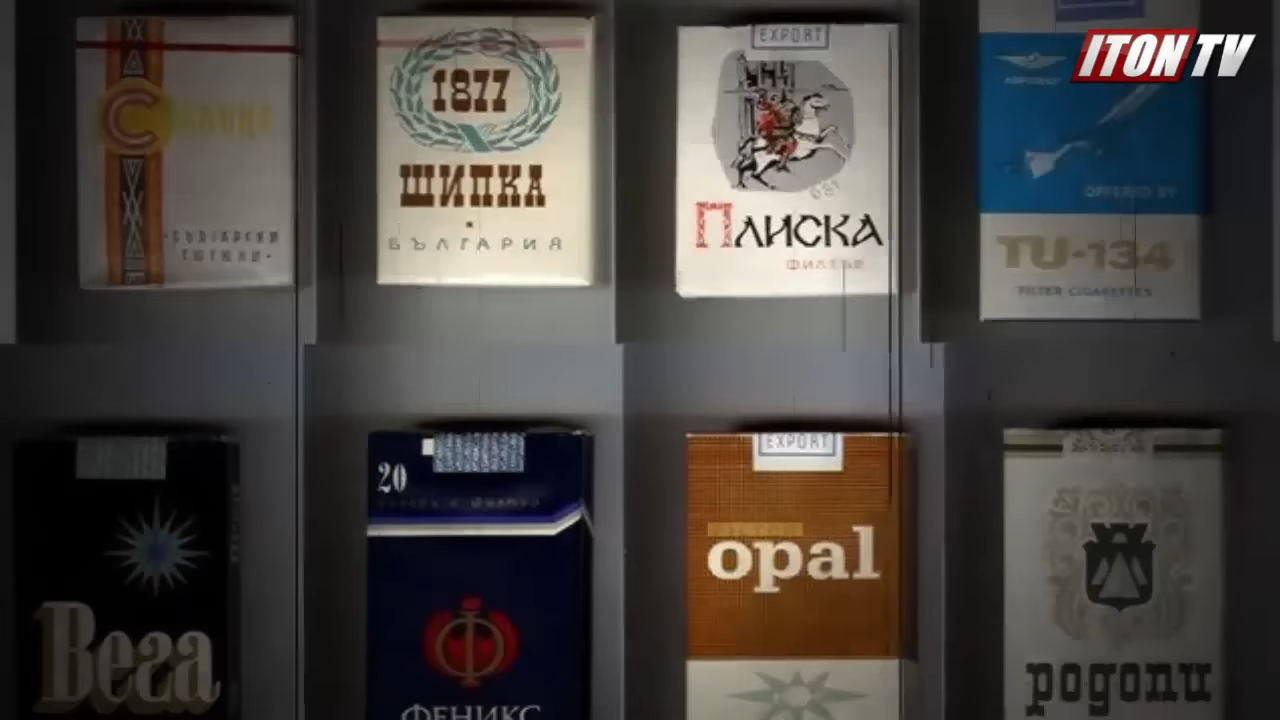 ITON TV
1877
ШИПКА
БЪЛГАРИЯ
EXPORT
ПЛИСКА
ФИЛТЪР
OFFERED BY
TU-134
FILTER CIGARETTES
Вега
20
ФЕНИКС
EXPORT
opal
родопи